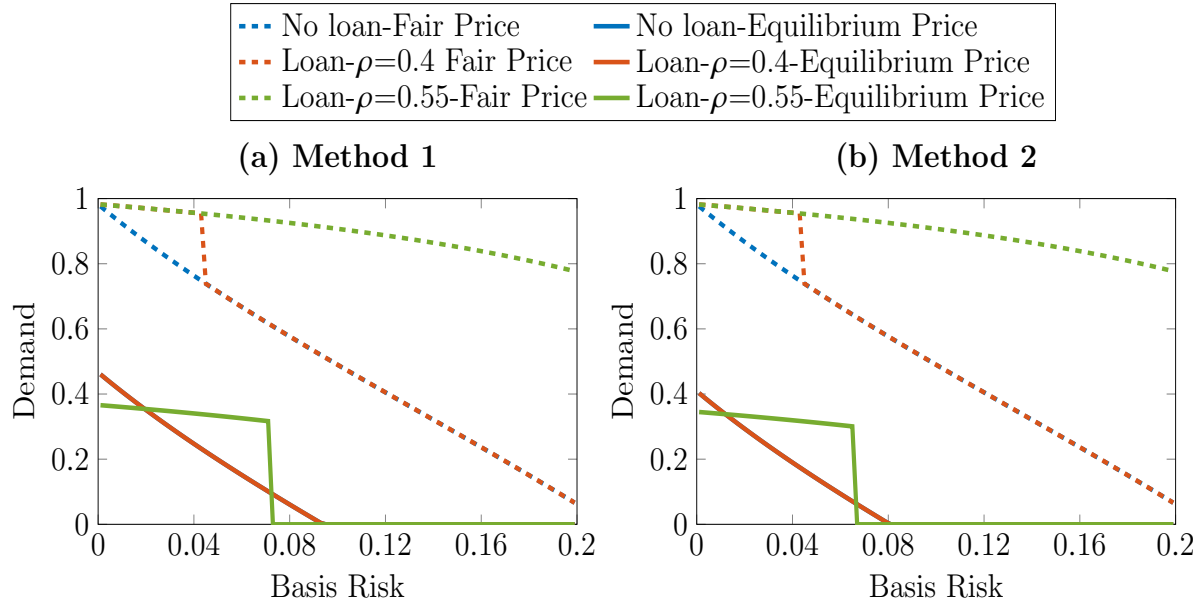 No loan-Fair Price No loan-Equilibrium Price
Loan-ρ=0.4 Fair Price Loan-ρ=0.4-Equilibrium Price
Loan-ρ=0.55-Fair Price Loan-ρ=0.55-Equilibrium Price
(a) Method 1
1
0.8
0.6
0.4
0.2
0
Demand
0 0.04 0.08 0.12 0.16 0.2
Basis Risk
(b) Method 2
1
0.8
0.6
0.4
0.2
0
Demand
0 0.04 0.08 0.12 0.16 0.2
Basis Risk